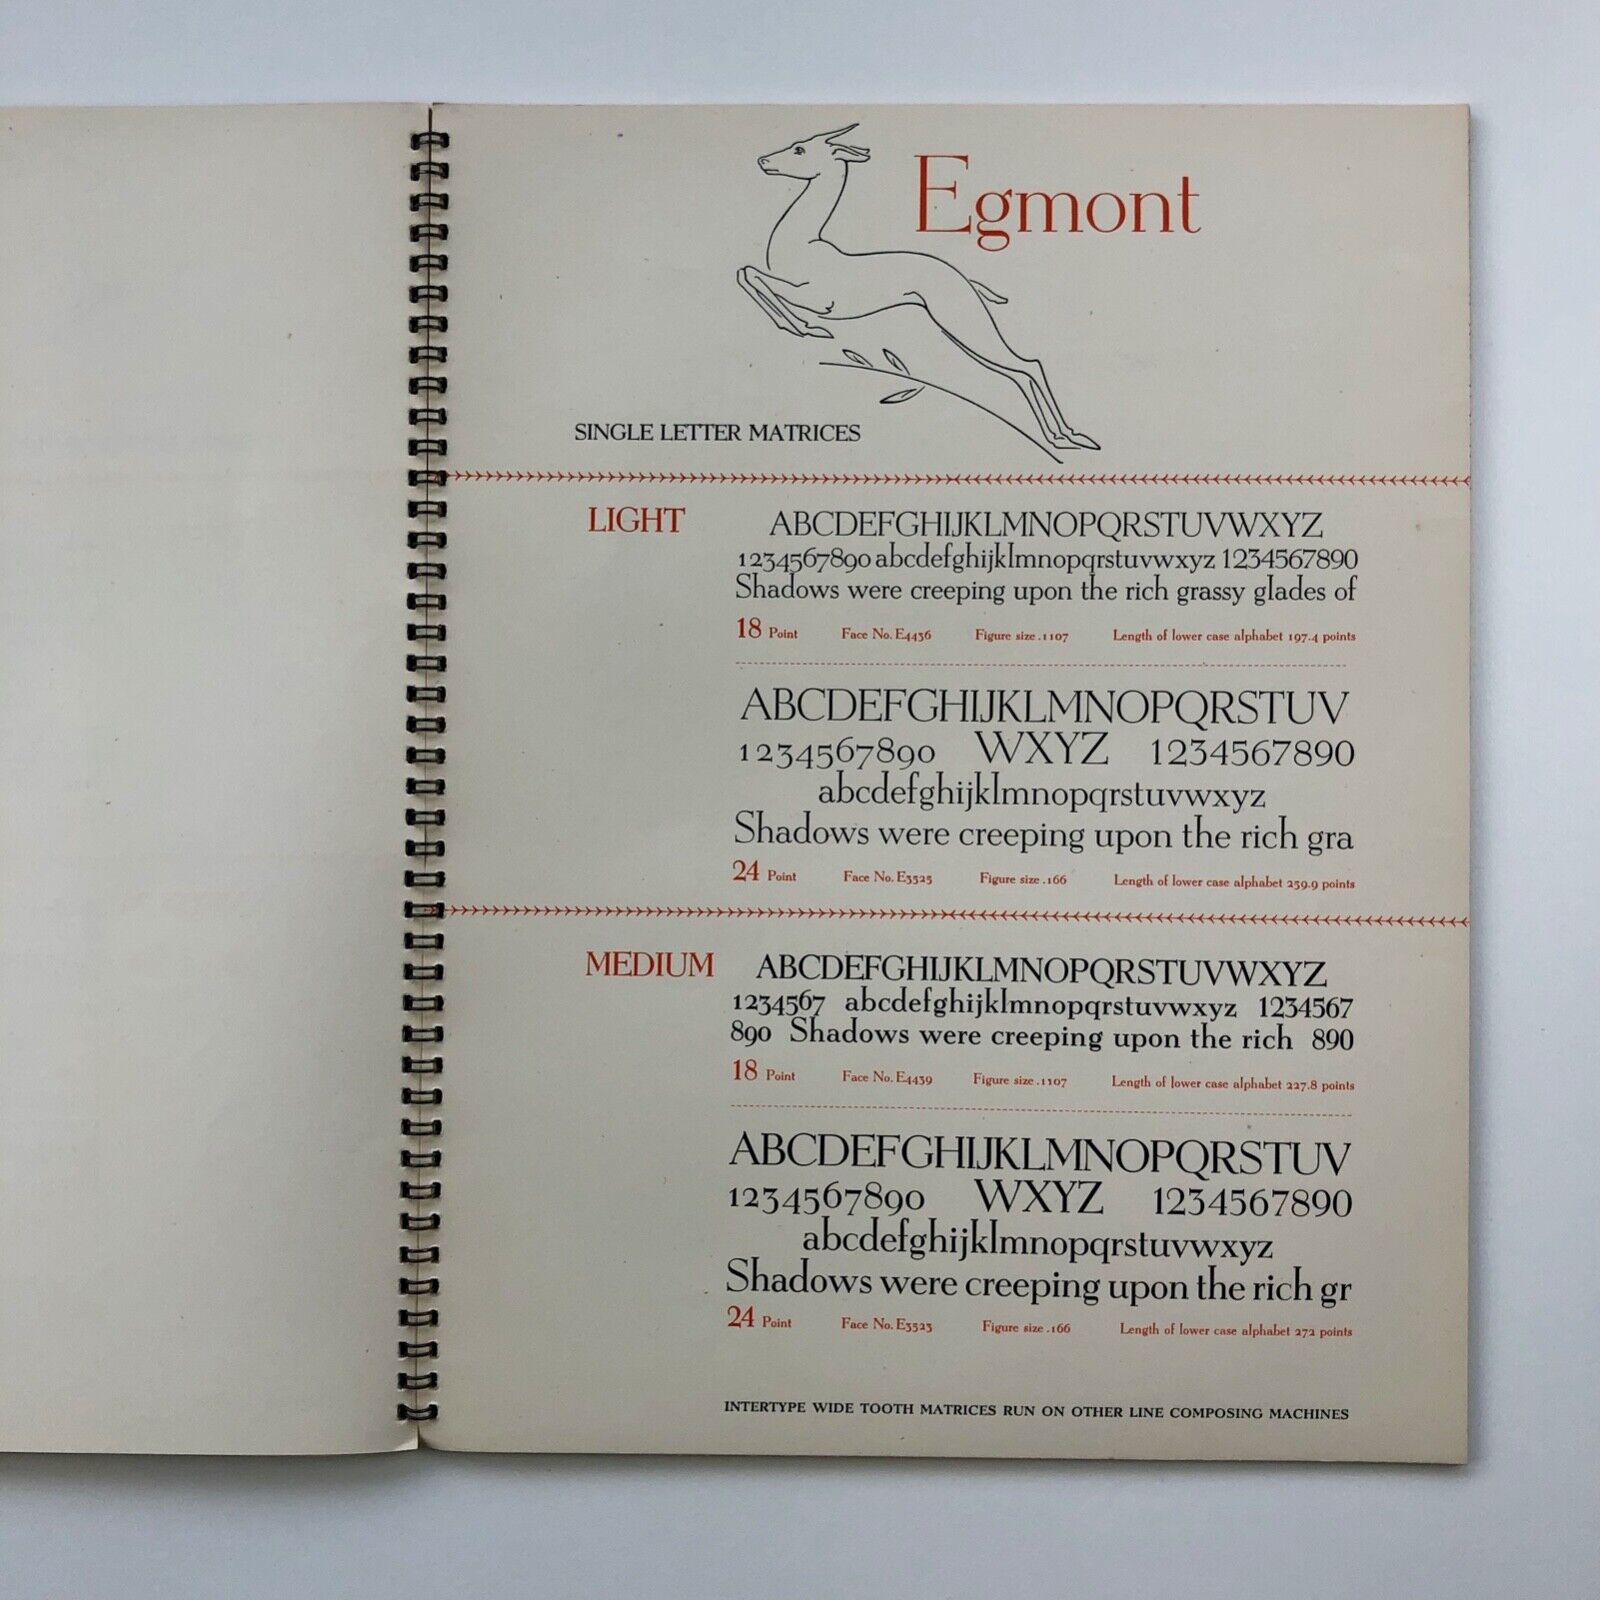 Egmont
SINGLE LETTER MATRICES
LIGHT
ABCDEFGHIJKLMNOPQRSTUVWXYZ
1234567890 abcdefghijklmnopqrstuvwxyz 1234567890
Shadows were creeping upon the rich grassy glades of
18 Point Face No. E4436 Figure size .1107 Length of lower case alphabet 197.4 points
ABCDEFGHIJKLMNOPQRSTUV
1234567890 WXYZ 1234567890
abcdefghijklmnopqrstuvwxyz
Shadows were creeping upon the rich gra
24 Point Face No. E3525 Figure size .166 Length of lower case alphabet 259.9 points
MEDIUM
ABCDEFGHIJKLMNOPQRSTUVWXYZ
1234567 abcdefghijklmnopqrstuvwxyz 1234567
890 Shadows were creeping upon the rich 890
18 Point Face No. E4439 Figure size .1107 Length of lower case alphabet 227.8 points
ABCDEFGHIJKLMNOPQRSTUV
1234567890 WXYZ 1234567890
abcdefghijklmnopqrstuvwxyz
Shadows were creeping upon the rich gr
24 Point Face No. E3523 Figure size .166 Length of lower case alphabet 272 points
INTERTYPE WIDE TOOTH MATRICES RUN ON OTHER LINE COMPOSING MACHINES